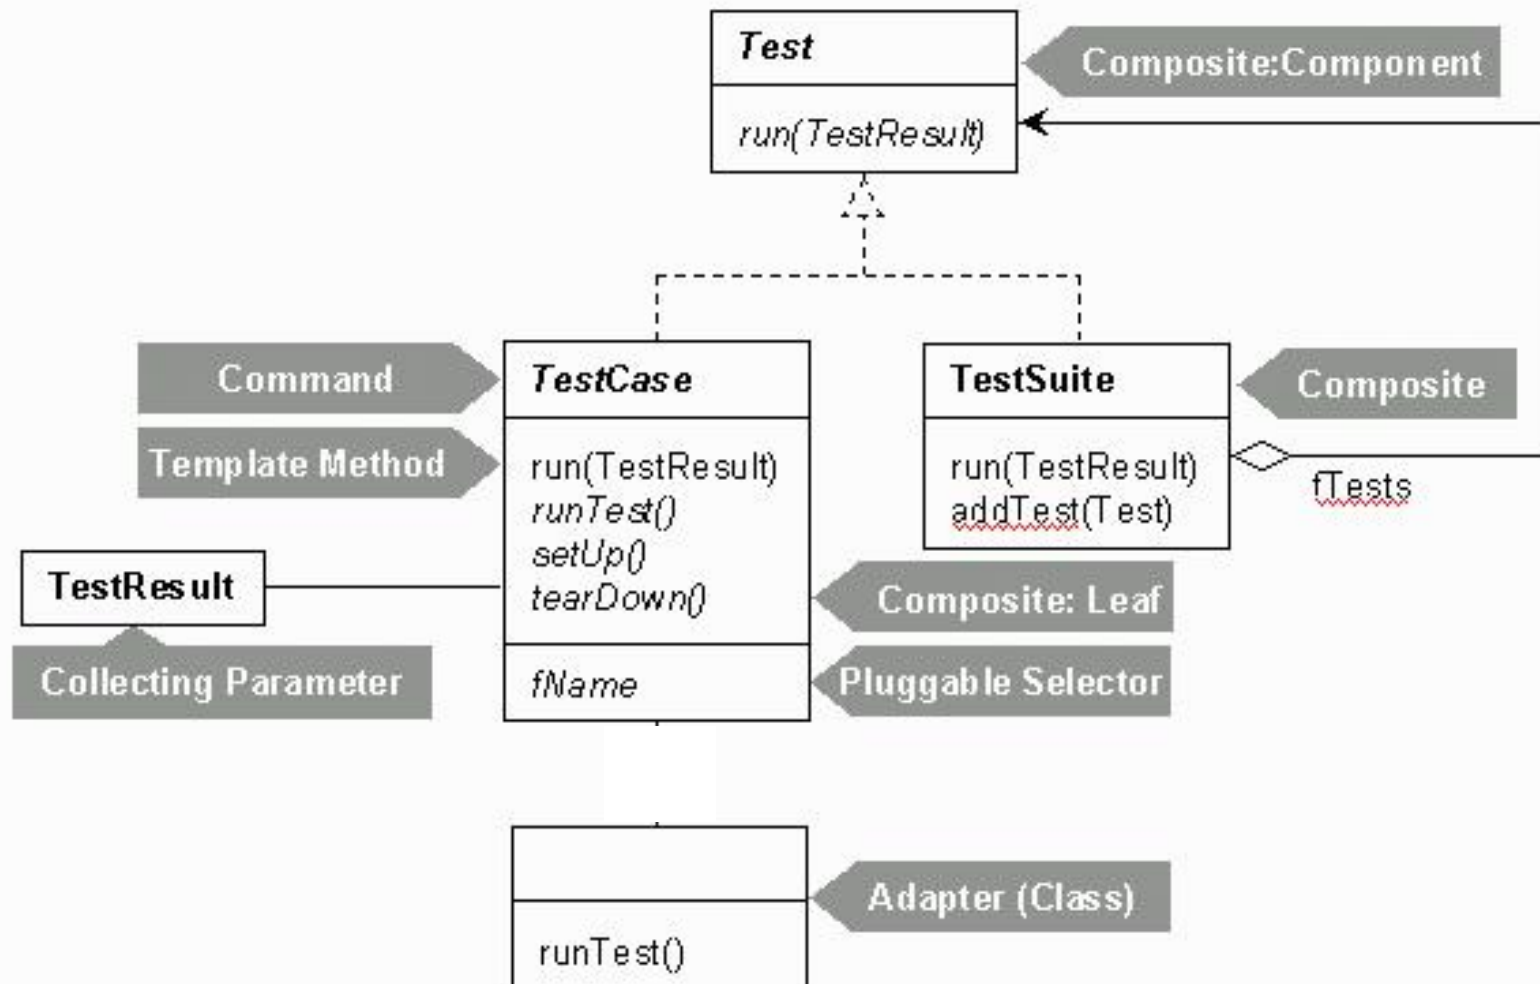 Test
Composite:Component
run(TestResult)
Command
TestCase
TestSuite
Composite
Template Method
run(TestResult)
runTest()
setUp()
tearDown()
run(TestResult)
addTest(Test)
fTests
TestResult
Composite: Leaf
Collecting Parameter
fName
Pluggable Selector
Adapter (Class)
runTest()